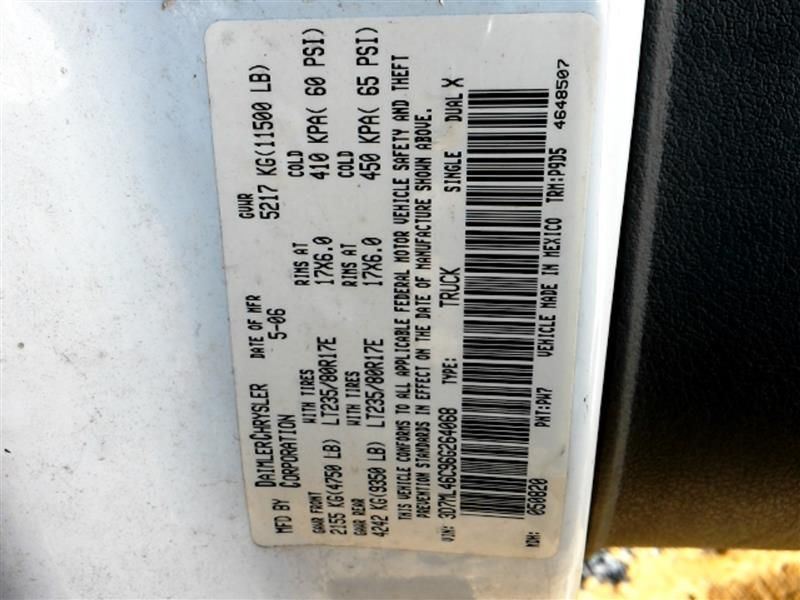 MFD BY DAIMLERCHRYSLER CORPORATION DATE OF MFR 5-06 GVWR 5217 KG(11500 LB)
GAWR FRONT WITH TIRES RIMS AT COLD
2155 KG(4750 LB) LT235/80R17E 17X6.0 410 KPA( 60 PSI)
GAWR REAR WITH TIRES RIMS AT COLD
4242 KG(9350 LB) LT235/80R17E 17X6.0 450 KPA( 65 PSI)
THIS VEHICLE CONFORMS TO ALL APPLICABLE FEDERAL MOTOR VEHICLE SAFETY AND THEFT
PREVENTION STANDARDS IN EFFECT ON THE DATE OF MANUFACTURE SHOWN ABOVE.
VIN: 3D7ML46C96G264068 TYPE: TRUCK SINGLE DUAL X
MDH: 050820 PNT:PW7 VEHICLE MADE IN MEXICO TRM:P9D5 4648507